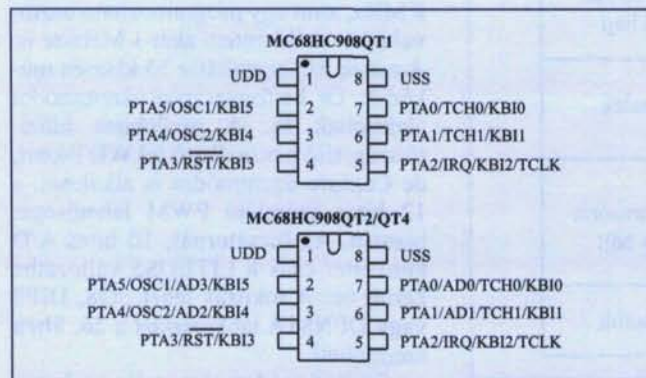 MC68HC908QT1
UDD 1 8 USS
PTA5/OSC1/KBI5 2 7 PTA0/TCH0/KBI0
PTA4/OSC2/KBI4 3 6 PTA1/TCH1/KBI1
PTA3/RST/KBI3 4 5 PTA2/IRQ/KBI2/TCLK
MC68HC908QT2/QT4
UDD 1 8 USS
PTA5/OSC1/AD3/KBI5 2 7 PTA0/AD0/TCH0/KBI0
PTA4/OSC2/AD2/KBI4 3 6 PTA1/AD1/TCH1/KBI1
PTA3/RST/KBI3 4 5 PTA2/IRQ/KBI2/TCLK